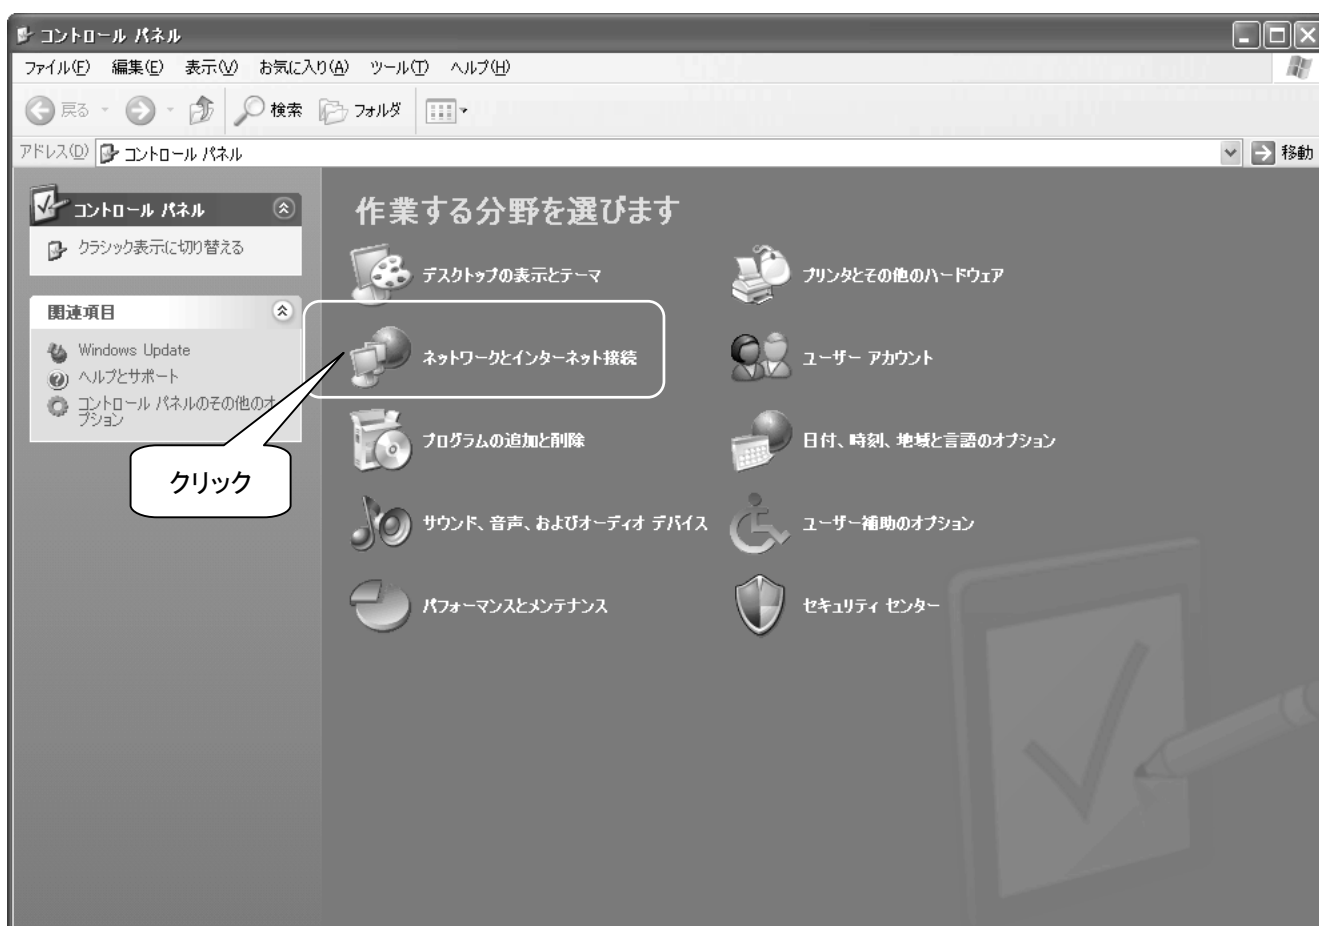 コントロール パネル
ファイル(F) 編集(E) 表示(V) お気に入り(A) ツール(T) ヘルプ(H)
戻る 検索 フォルダ
アドレス(D) コントロール パネル 移動
コントロール パネル
クラシック表示に切り替える
関連項目
Windows Update
ヘルプとサポート
コントロール パネルのその他のオ
プション
クリック
作業する分野を選びます
デスクトップの表示とテーマ
プリンタとその他のハードウェア
ネットワークとインターネット接続
ユーザー アカウント
プログラムの追加と削除
日付、時刻、地域と言語のオプション
サウンド、音声、およびオーディオ デバイス
ユーザー補助のオプション
パフォーマンスとメンテナンス
セキュリティ センター